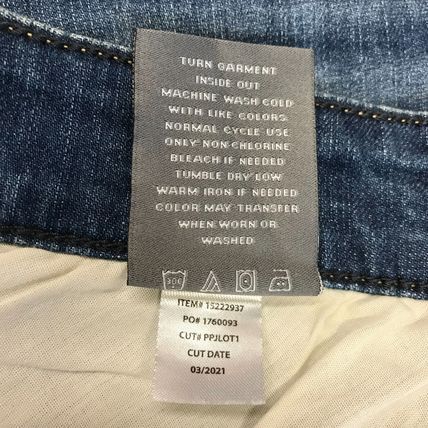 TURN GARMENT
INSIDE OUT
MACHINE WASH COLD
WITH LIKE COLORS
NORMAL CYCLE USE
ONLY NON-CHLORINE
BLEACH IF NEEDED
TUMBLE DRY LOW
WARM IRON IF NEEDED
COLOR MAY TRANSFER
WHEN WORN OR
WASHED
ITEM# 15222937
PO# 1760093
CUT# PPJLOT1
CUT DATE
03/2021